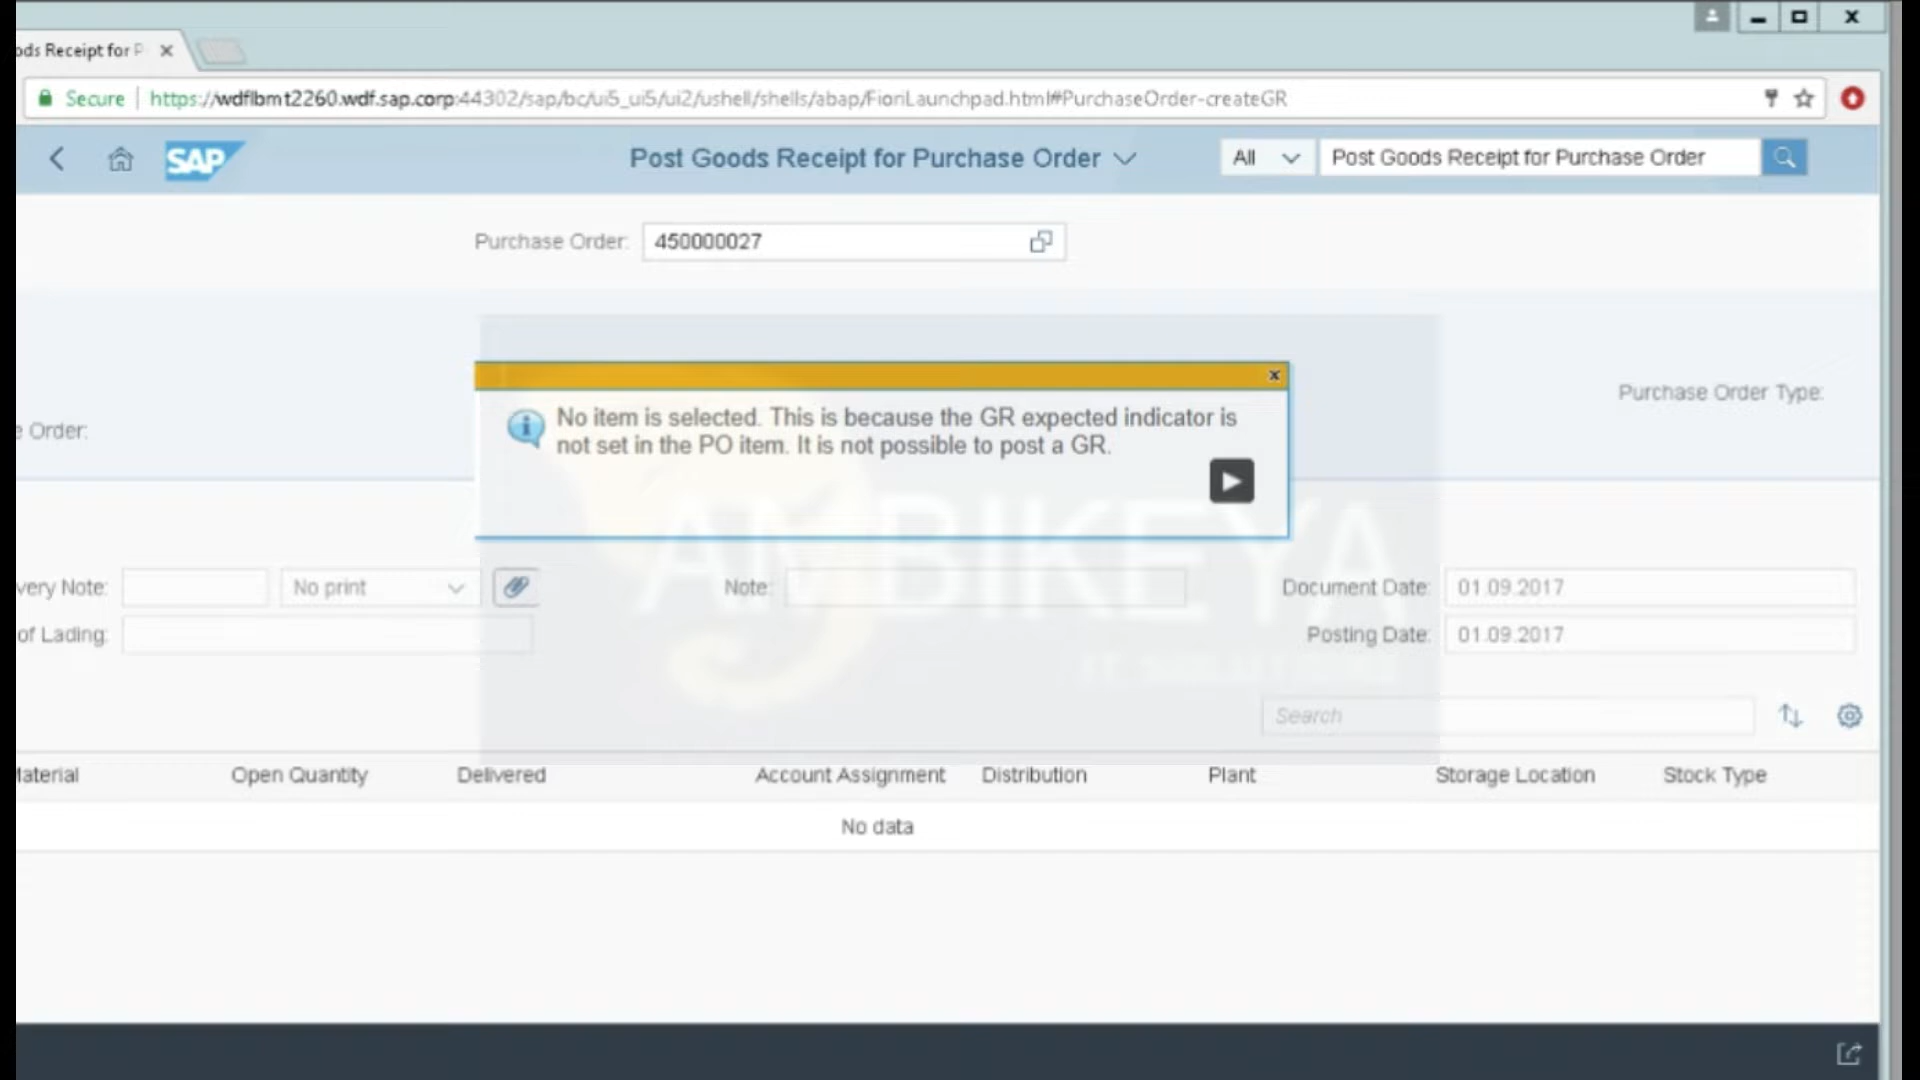 ods Receipt for P
Secure | https://wdflbmt2260.wdf.sap.corp:44302/sap/bc/ui5_ui5/ui2/ushell/shells/abap/FioriLaunchpad.html#PurchaseOrder-createGR
SAP Post Goods Receipt for Purchase Order All Post Goods Receipt for Purchase Order
Purchase Order: 450000027
No item is selected. This is because the GR expected indicator is
not set in the PO item. It is not possible to post a GR.
Purchase Order Type:
e Order:
AMBIKEYA
very Note: No print Note: Document Date: 01.09.2017
of Lading: Posting Date: 01.09.2017
Search
aterial Open Quantity Delivered Account Assignment Distribution Plant Storage Location Stock Type
No data